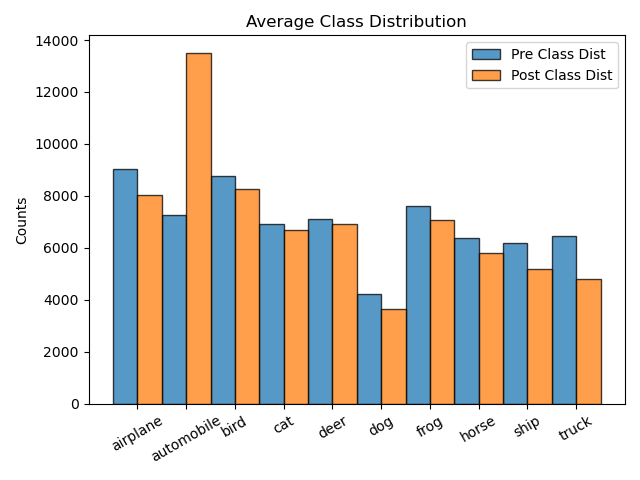 Average Class Distribution
Pre Class Dist
Post Class Dist
Counts
14000
12000
10000
8000
6000
4000
2000
0
airplane
automobile
bird
cat
deer
dog
frog
horse
ship
truck